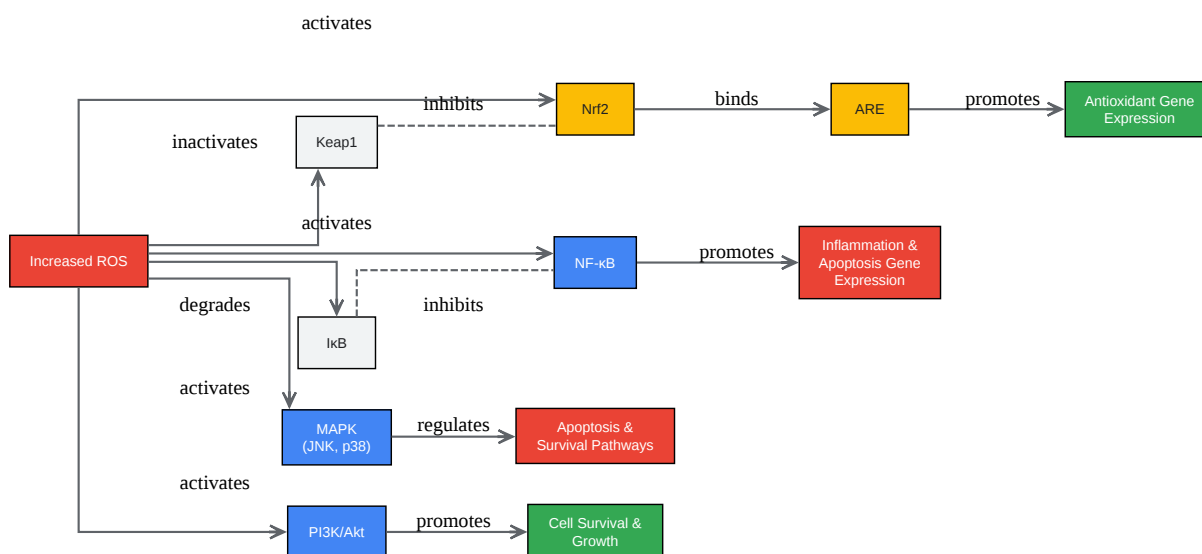 activates
inhibits
Nrf2
binds
ARE
promotes
Antioxidant Gene
Expression
inactivates
Keap1
activates
Increased ROS
NF-κB
promotes
Inflammation &
Apoptosis Gene
Expression
degrades
inhibits
IκB
activates
MAPK
(JNK, p38)
regulates
Apoptosis &
Survival Pathways
activates
PI3K/Akt
promotes
Cell Survival &
Growth